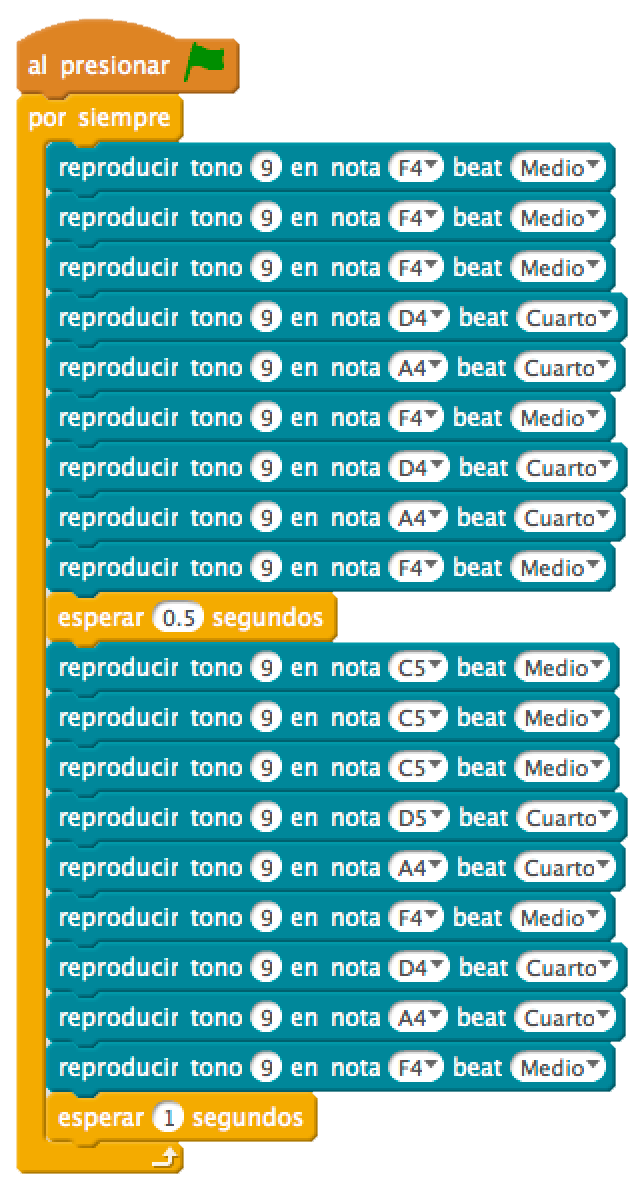 al presionar
por siempre
reproducir tono 9 en nota F4 beat Medio
reproducir tono 9 en nota F4 beat Medio
reproducir tono 9 en nota F4 beat Medio
reproducir tono 9 en nota D4 beat Cuarto
reproducir tono 9 en nota A4 beat Cuarto
reproducir tono 9 en nota F4 beat Medio
reproducir tono 9 en nota D4 beat Cuarto
reproducir tono 9 en nota A4 beat Cuarto
reproducir tono 9 en nota F4 beat Medio
esperar 0.5 segundos
reproducir tono 9 en nota C5 beat Medio
reproducir tono 9 en nota C5 beat Medio
reproducir tono 9 en nota C5 beat Medio
reproducir tono 9 en nota D5 beat Cuarto
reproducir tono 9 en nota A4 beat Cuarto
reproducir tono 9 en nota F4 beat Medio
reproducir tono 9 en nota D4 beat Cuarto
reproducir tono 9 en nota A4 beat Cuarto
reproducir tono 9 en nota F4 beat Medio
esperar 1 segundos